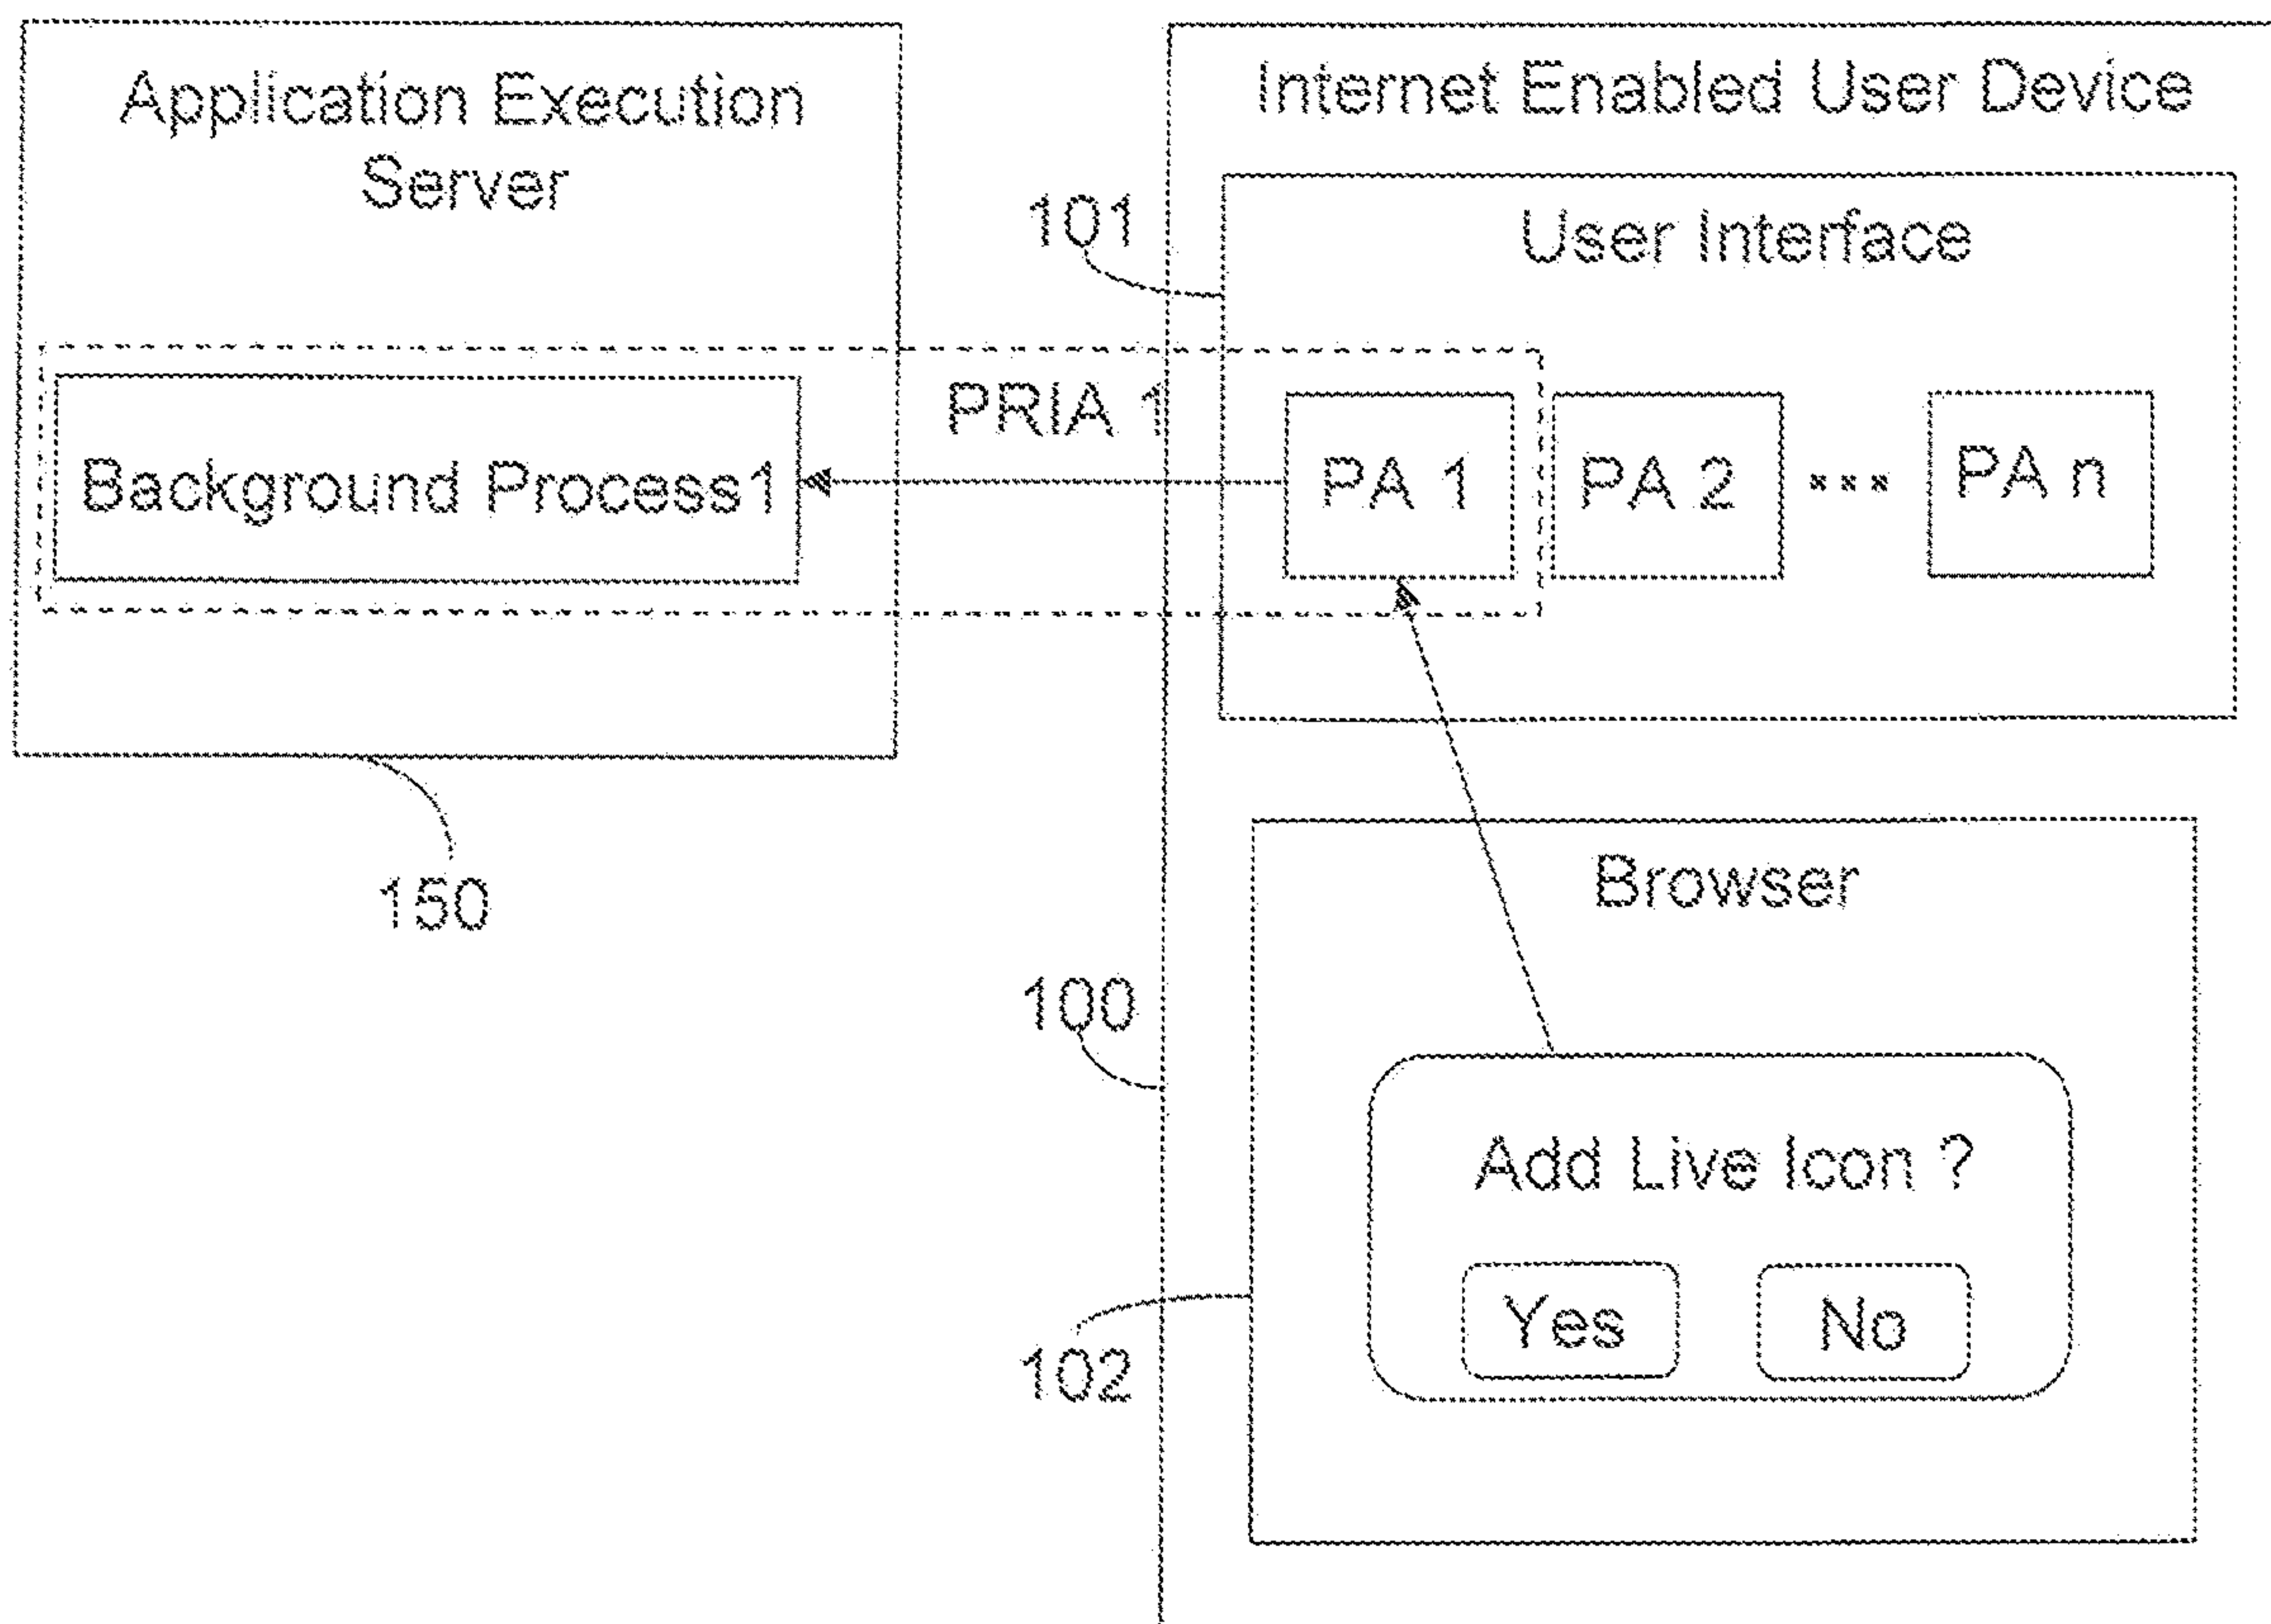 Application Execution
Server
Background Process1
150
PRIA 1
Internet Enabled User Device
101
User Interface
PA 1
PA 2
...
PA n
100
Browser
Add Live Icon ?
Yes
No
102